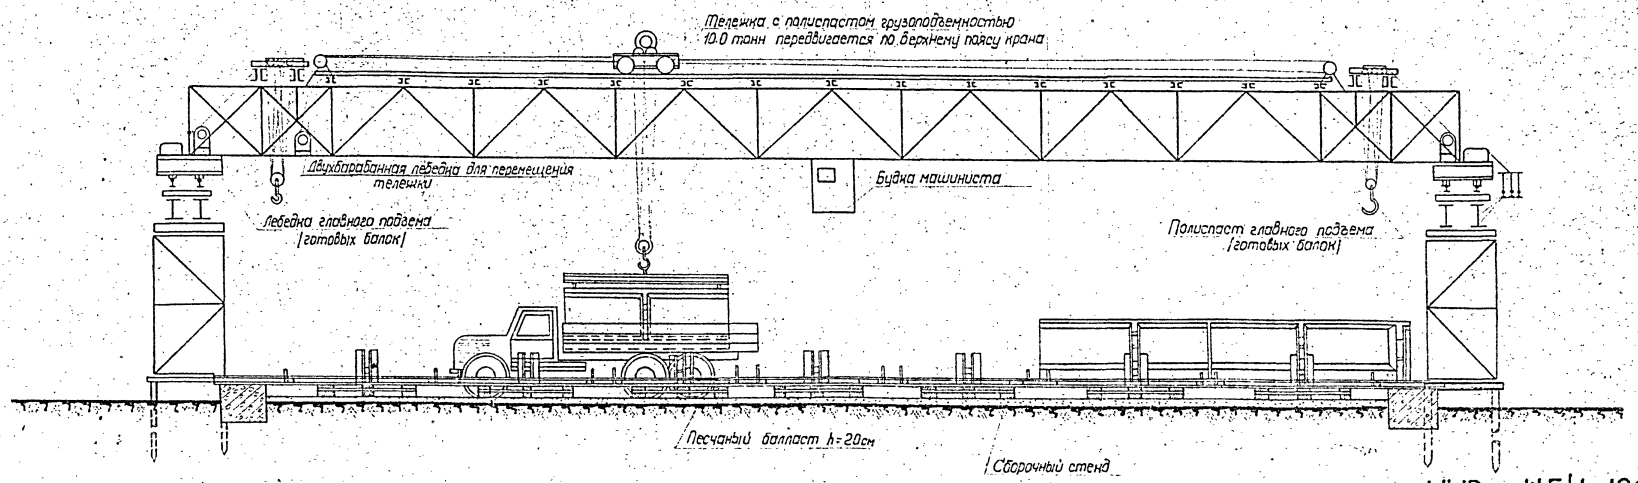 Тележка с полиспастом грузоподъемностью
10.0 тонн передвигается по верхнему поясу крана
Двухбарабанная лебедка для перемещения
тележки
Будка машиниста
Лебедка главного подъема
/готовых балок/
Полиспаст главного подъема
/готовых балок/
Песчаный балласт h=20см
Сборочный стенд